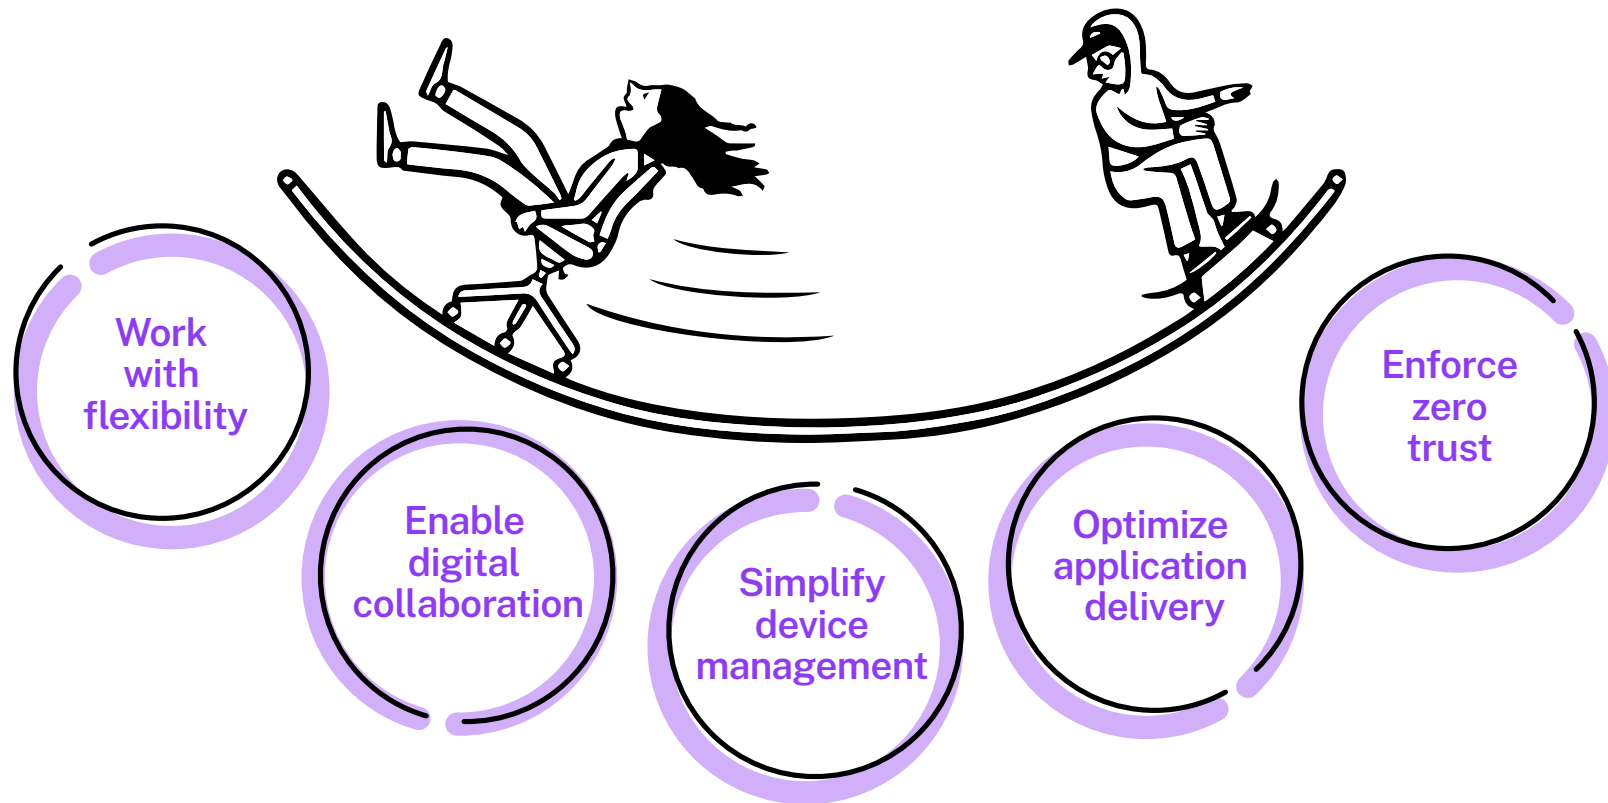 Work
with
flexibility
Enable
digital
collaboration
Simplify
device
management
Optimize
application
delivery
Enforce
zero
trust